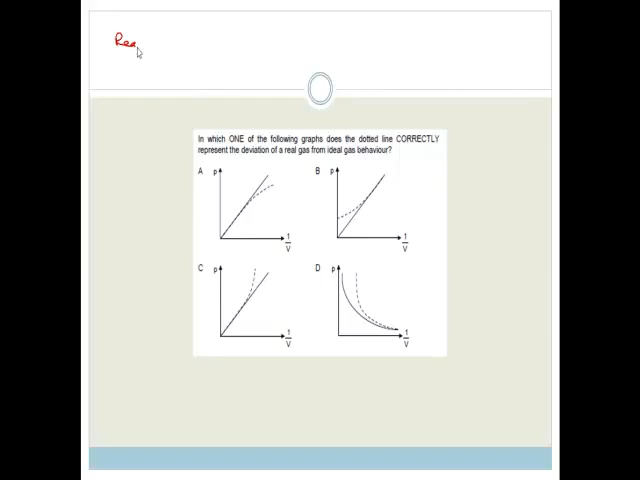 Rea
In which ONE of the following graphs does the dotted line CORRECTLY
represent the deviation of a real gas from ideal gas behaviour?
A p
1
V
B p
1
V
C p
1
V
D p
1
V